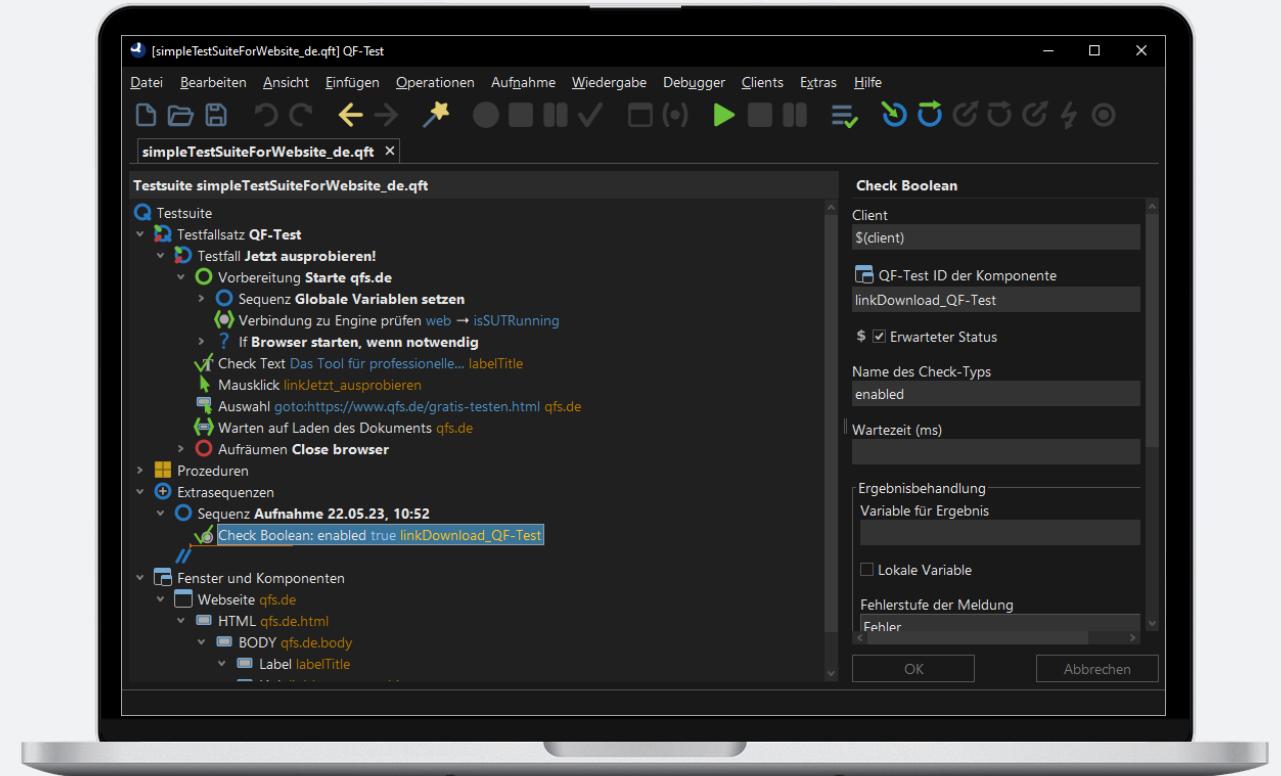 [simpleTestSuiteForWebsite_de.qft] QF-Test
Datei Bearbeiten Ansicht Einfügen Operationen Aufnahme Wiedergabe Debugger Clients Extras Hilfe
simpleTestSuiteForWebsite_de.qft
Testsuite simpleTestSuiteForWebsite_de.qft
Testsuite
Testfallsatz QF-Test
Testfall Jetzt ausprobieren!
Vorbereitung Starte qfs.de
Sequenz Globale Variablen setzen
Verbindung zu Engine prüfen web → isSUTRunning
If Browser starten, wenn notwendig
Check Text Das Tool für professionelle... labelTitle
Mausklick linkJetzt_ausprobieren
Auswahl goto:https://www.qfs.de/gratis-testen.html qfs.de
Warten auf Laden des Dokuments qfs.de
Aufräumen Close browser
Prozeduren
Extrasequenzen
Sequenz Aufnahme 22.05.23, 10:52
Check Boolean: enabled true linkDownload_QF-Test
Fenster und Komponenten
Webseite qfs.de
HTML qfs.de.html
BODY qfs.de.body
Label labelTitle
Check Boolean
Client
$(client)
QF-Test ID der Komponente
linkDownload_QF-Test
$ Erwarteter Status
Name des Check-Typs
enabled
Wartezeit (ms)
Ergebnisbehandlung
Variable für Ergebnis
Lokale Variable
Fehlerstufe der Meldung
Fehler
OK Abbrechen